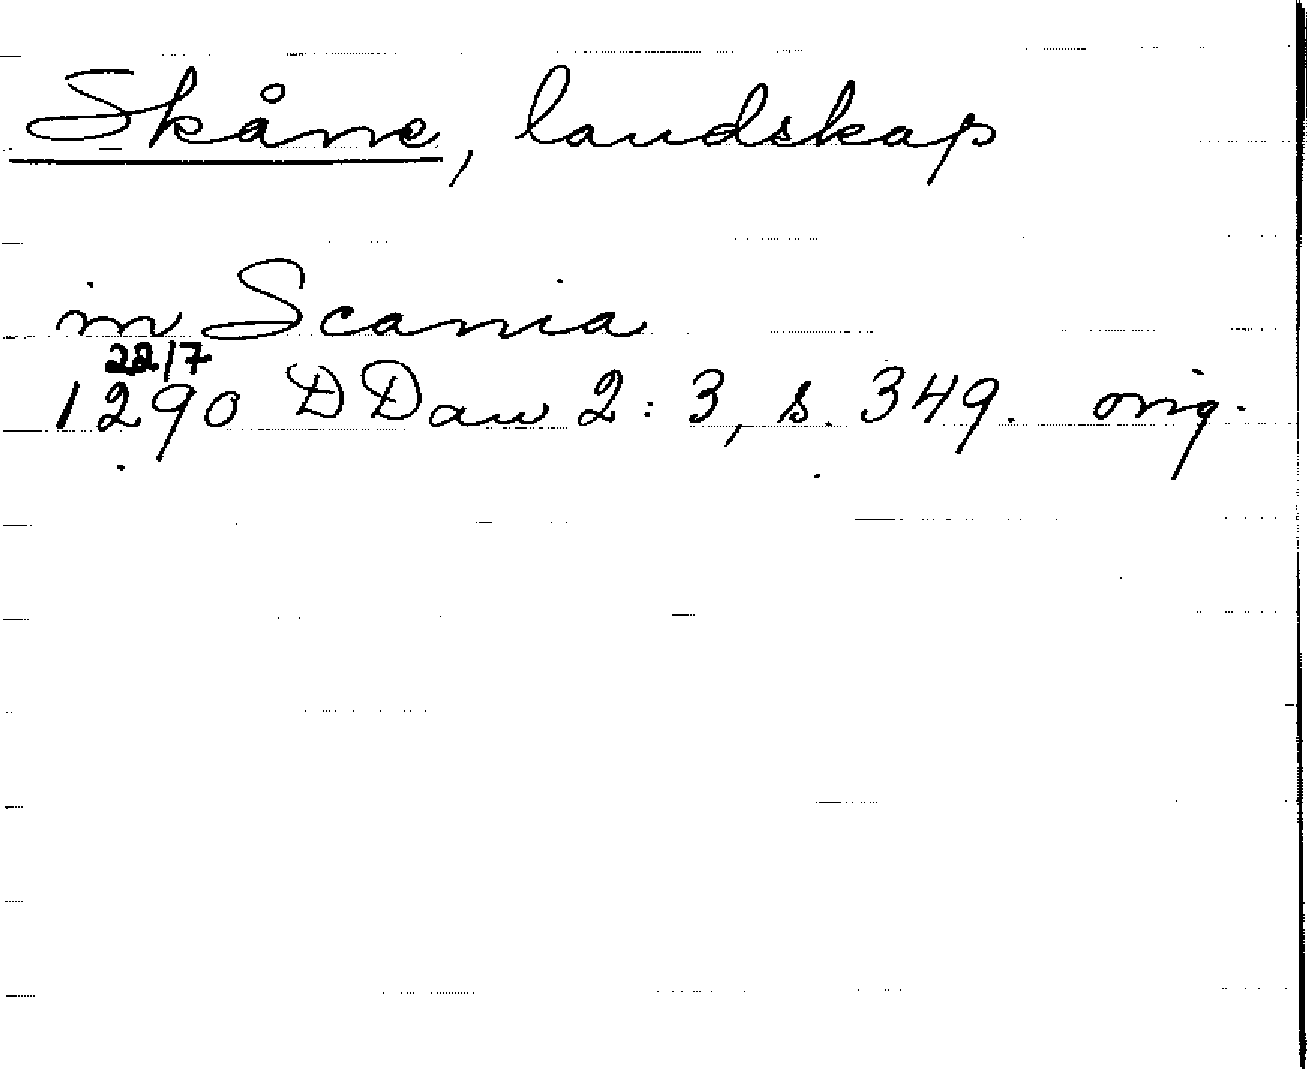 Skåne, landskap
in Scania
22/7
1290 DDan 2:3, s. 349. orig.